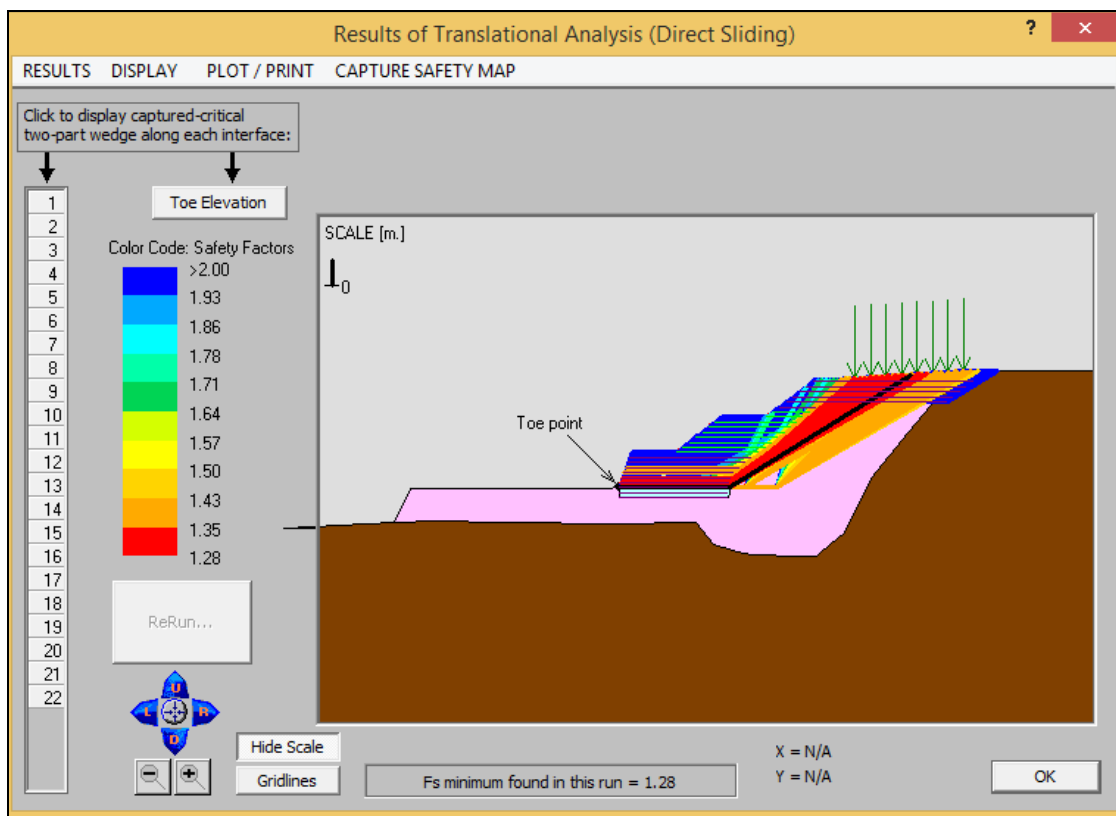 Results of Translational Analysis (Direct Sliding)
?
×
RESULTS DISPLAY PLOT / PRINT CAPTURE SAFETY MAP
Click to display captured-critical
two-part wedge along each interface:
1
2
3
4
5
6
7
8
9
10
11
12
13
14
15
16
17
18
19
20
21
22
Toe Elevation
Color Code: Safety Factors
>2.00
1.93
1.86
1.78
1.71
1.64
1.57
1.50
1.43
1.35
1.28
ReRun...
U
L R
D
SCALE [m.]
0
Toe point
Hide Scale
Gridlines
Fs minimum found in this run = 1.28
X = N/A
Y = N/A
OK